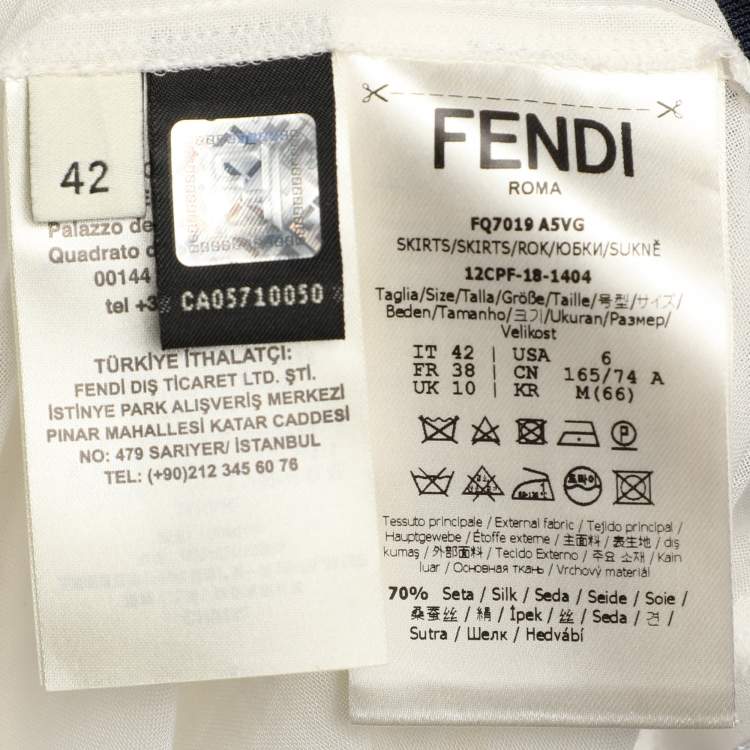 42
Palazzo de
Quadrato d
00144
tel +3
CA05710050
TÜRKİYE İTHALATÇI:
FENDI DIŞ TİCARET LTD. ŞTİ.
İSTİNYE PARK ALIŞVERİŞ MERKEZİ
PINAR MAHALLESİ KATAR CADDESİ
NO: 479 SARIYER/ İSTANBUL
TEL: (+90)212 345 60 76
FENDI
ROMA
FQ7019 A5VG
SKIRTS/SKIRTS/ROK/ЮБКИ/SUKNĚ
12CPF-18-1404
Taglia/Size/Talla/Größe/Taille/号型/サイズ/
Beden/Tamanho/크기/Ukuran/Размер/
Velikost
IT 42 | USA 6
FR 38 | CN 165/74 A
UK 10 | KR M(66)
Tessuto principale / External fabric / Tejido principal /
Hauptgewebe / Étoffe externe / 主面料 / 裏生地 / dış
kumaş / 外部面料 / Tecido Externo / 주요 소재 / Kain
luar / Основная ткань / Vrchový materiál
70% Seta / Silk / Seda / Seide / Soie /
桑蚕丝 / 絹 / İpek / 丝 / Seda / 견 /
Sutra / Шелк / Hedvábí